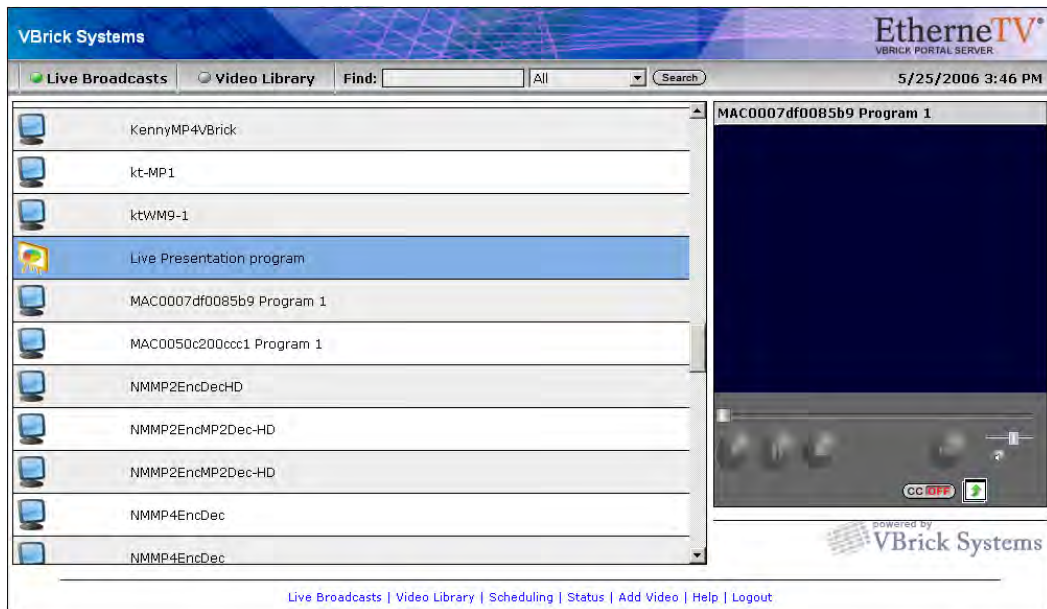 VBrick Systems
EtherneTV
VBRICK PORTAL SERVER
Live Broadcasts Video Library Find: All Search 5/25/2006 3:46 PM
MAC0007df0085b9 Program 1
KennyMP4VBrick
kt-MP1
ktWM9-1
Live Presentation program
MAC0007df0085b9 Program 1
MAC0050c200ccc1 Program 1
NMMP2EncDecHD
NMMP2EncMP2Dec-HD
NMMP2EncMP2Dec-HD
NMMP4EncDec
NMMP4EncDec
CC OFF
powered by
VBrick Systems
Live Broadcasts | Video Library | Scheduling | Status | Add Video | Help | Logout